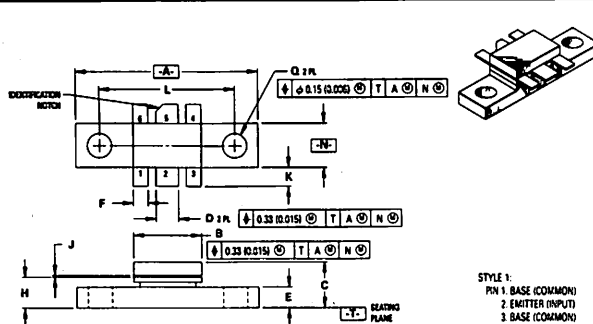 -A-
L
Q 2 PL
⌖ ϕ 0.15 (0.006) Ⓜ T A Ⓜ N Ⓜ
IDENTIFICATION
NOTCH
6 5 4
-N-
1 2 3
K
F
D 2 PL
⌖ 0.33 (0.015) Ⓜ T A Ⓜ N Ⓜ
B
⌖ 0.33 (0.015) Ⓜ T A Ⓜ N Ⓜ
J
H
E
C
-T- SEATING
PLANE
STYLE 1:
PIN 1. BASE (COMMON)
2. EMITTER (INPUT)
3. BASE (COMMON)